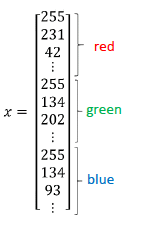 255
231
red
42
⋮
255
134
green
x = 202
⋮
255
134
blue
93
⋮